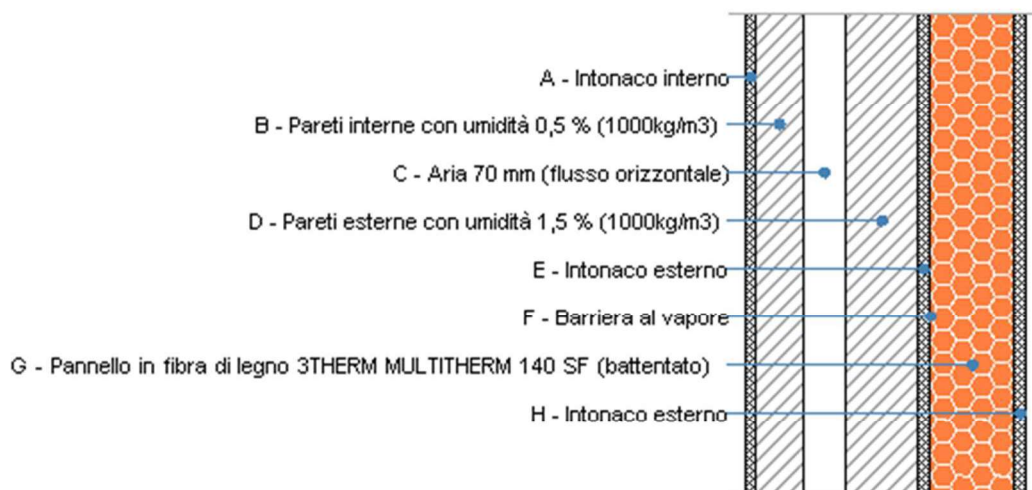 A - Intonaco interno
B - Pareti interne con umidità 0,5 % (1000kg/m3)
C - Aria 70 mm (flusso orizzontale)
D - Pareti esterne con umidità 1,5 % (1000kg/m3)
E - Intonaco esterno
F - Barriera al vapore
G - Pannello in fibra di legno 3THERM MULTITHERM 140 SF (battentato)
H - Intonaco esterno